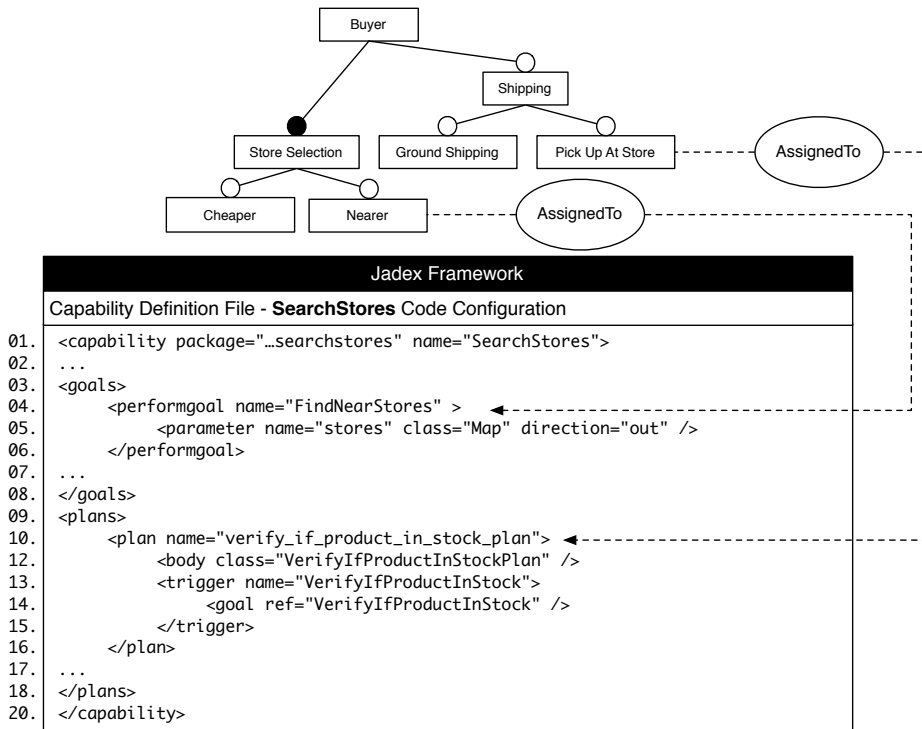 Buyer
Shipping
Store Selection
Ground Shipping
Pick Up At Store
AssignedTo
Cheaper
Nearer
AssignedTo
Jadex Framework
Capability Definition File - SearchStores Code Configuration
01. <capability package="…searchstores" name="SearchStores">
02. ...
03. <goals>
04. <performgoal name="FindNearStores" >
05. <parameter name="stores" class="Map" direction="out" />
06. </performgoal>
07. ...
08. </goals>
09. <plans>
10. <plan name="verify_if_product_in_stock_plan">
12. <body class="VerifyIfProductInStockPlan" />
13. <trigger name="VerifyIfProductInStock">
14. <goal ref="VerifyIfProductInStock" />
15. </trigger>
16. </plan>
17. ...
18. </plans>
20. </capability>